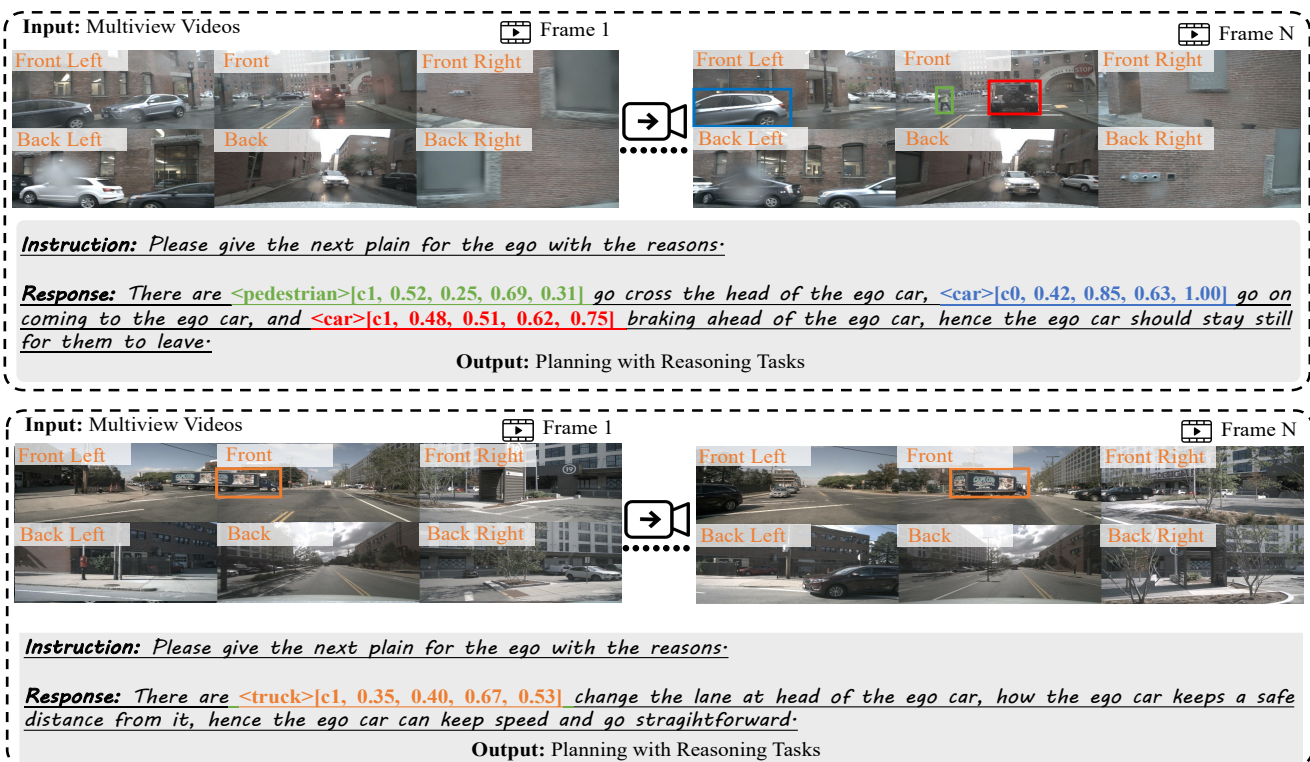 Input: Multiview Videos
Frame 1
Frame N
Front Left
Front
Front Right
Front Left
Front
Front Right
STOP
Back Left
Back
Back Right
Back Left
Back
Back Right
Instruction: Please give the next plain for the ego with the reasons.
Response: There are <pedestrian>[c1, 0.52, 0.25, 0.69, 0.31] go cross the head of the ego car, <car>[c0, 0.42, 0.85, 0.63, 1.00] go on
coming to the ego car, and <car>[c1, 0.48, 0.51, 0.62, 0.75] braking ahead of the ego car, hence the ego car should stay still
for them to leave.
Output: Planning with Reasoning Tasks
Input: Multiview Videos
Frame 1
Frame N
Front Left
Front
Front Right
19
Front Left
Front
Front Right
Back Left
Back
Back Right
Back Left
Back
Back Right
Instruction: Please give the next plain for the ego with the reasons.
Response: There are <truck>[c1, 0.35, 0.40, 0.67, 0.53] change the lane at head of the ego car, how the ego car keeps a safe
distance from it, hence the ego car can keep speed and go stragihtforward.
Output: Planning with Reasoning Tasks